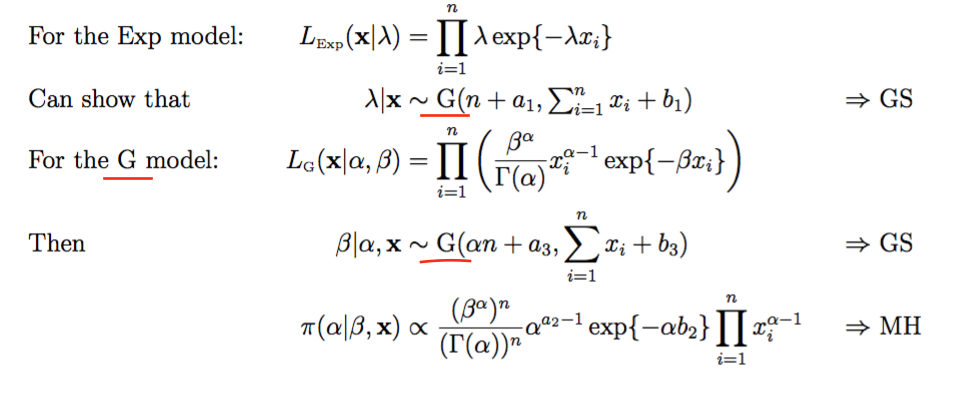 For the Exp model: L_Exp(x|λ) = ∏_{i=1}^{n} λ exp{−λx_i}
Can show that λ|x ∼ G(n + a_1, ∑_{i=1}^{n} x_i + b_1) ⇒ GS
For the G model: L_G(x|α, β) = ∏_{i=1}^{n} ( β^α / Γ(α) x_i^{α−1} exp{−βx_i} )
Then β|α, x ∼ G(αn + a_3, ∑_{i=1}^{n} x_i + b_3) ⇒ GS
π(α|β, x) ∝ (β^α)^n / (Γ(α))^n α^{a_2−1} exp{−αb_2} ∏_{i=1}^{n} x_i^{α−1} ⇒ MH